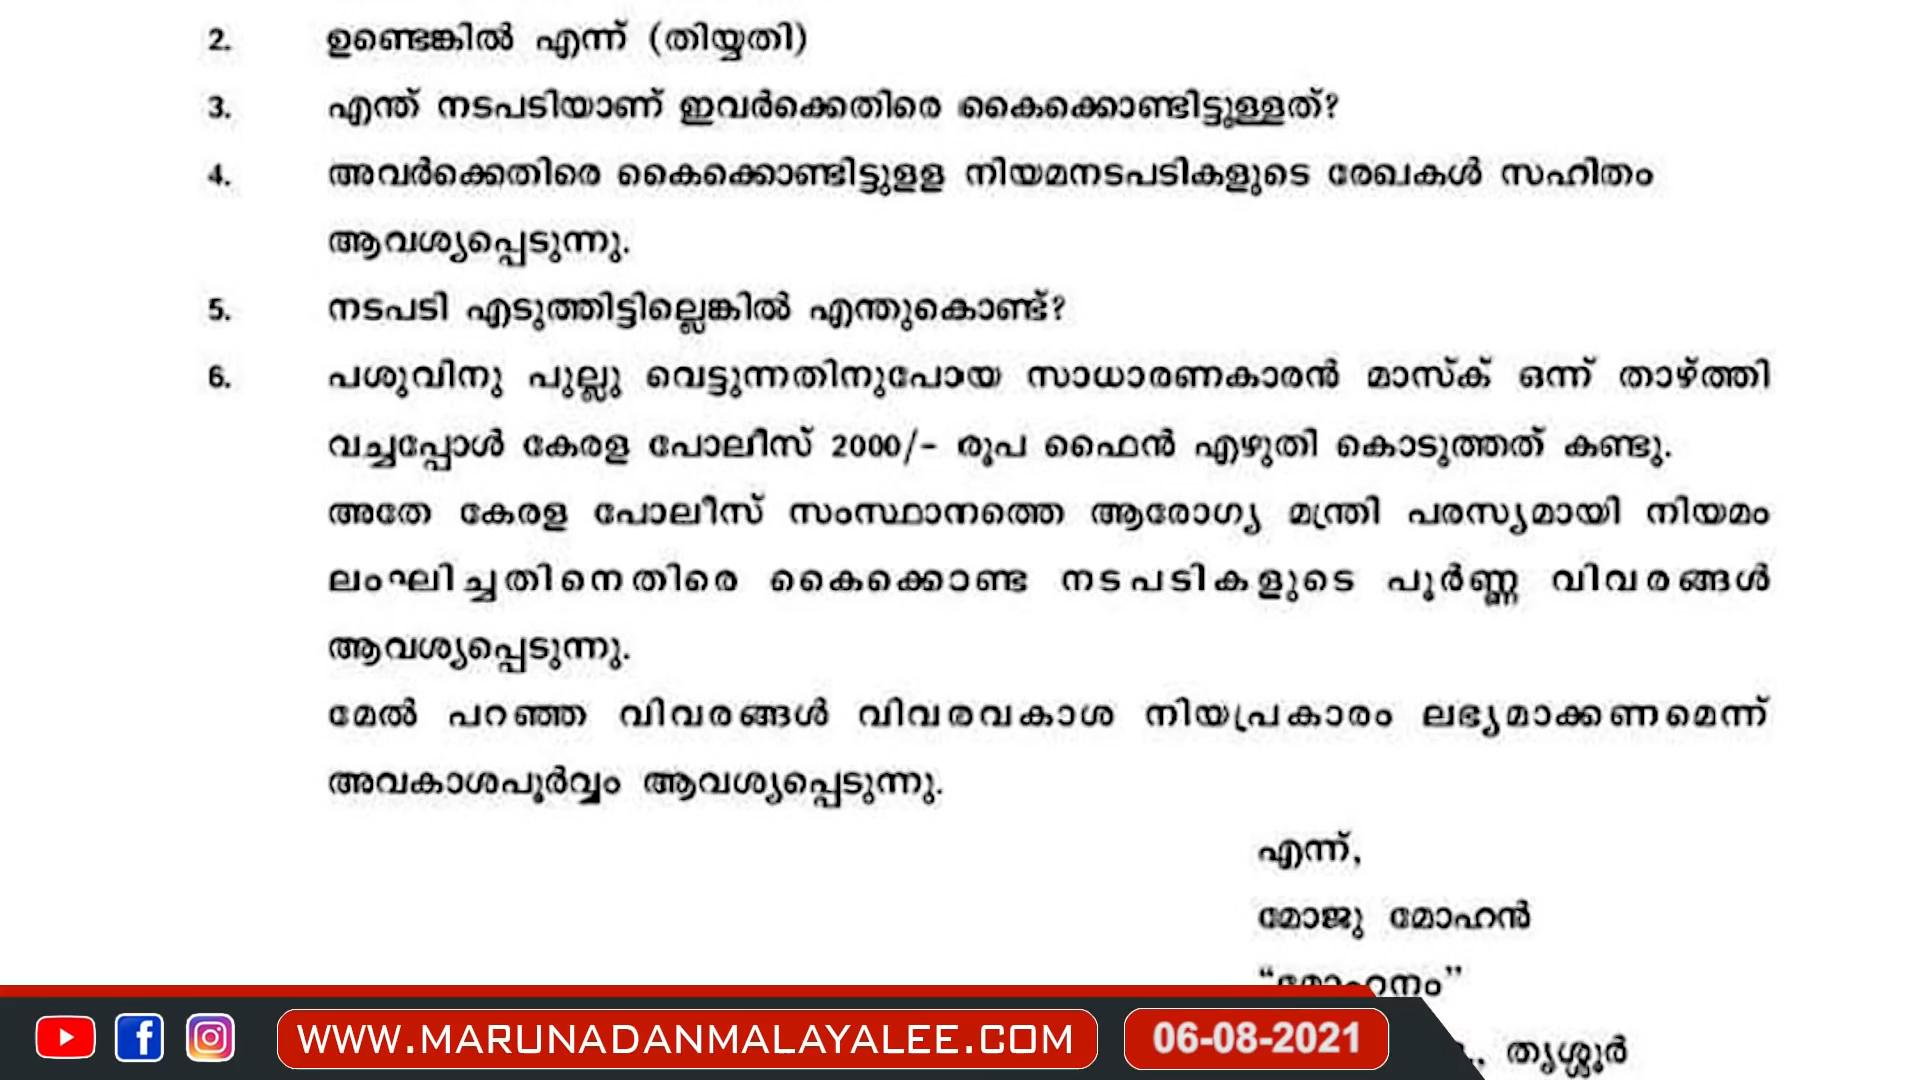 2. ഉണ്ടെങ്കിൽ എന്ന് (തിയ്യതി)
3. എന്ത് നടപടിയാണ് ഇവർക്കെതിരെ കൈക്കൊണ്ടിട്ടുള്ളത്?
4. അവർക്കെതിരെ കൈക്കൊണ്ടിട്ടുളള നിയമനടപടികളുടെ രേഖകൾ സഹിതം
ആവശ്യപ്പെടുന്നു.
5. നടപടി എടുത്തിട്ടില്ലെങ്കിൽ എന്തുകൊണ്ട്?
6. പശുവിനു പുല്ലു വെട്ടുന്നതിനുപോയ സാധാരണകാരൻ മാസ്ക് ഒന്ന് താഴ്ത്തി
വച്ചപ്പോൾ കേരള പോലീസ് 2000/- രൂപ ഫൈൻ എഴുതി കൊടുത്തത് കണ്ടു.
അതേ കേരള പോലീസ് സംസ്ഥാനത്തെ ആരോഗ്യ മന്ത്രി പരസ്യമായി നിയമം
ലംഘിച്ചതിനെതിരെ കൈക്കൊണ്ട നടപടികളുടെ പൂർണ്ണ വിവരങ്ങൾ
ആവശ്യപ്പെടുന്നു.
മേൽ പറഞ്ഞ വിവരങ്ങൾ വിവരവകാശ നിയപ്രകാരം ലഭ്യമാക്കണമെന്ന്
അവകാശപൂർവ്വം ആവശ്യപ്പെടുന്നു.
എന്ന്,
മോജു മോഹൻ
“മോഹനം”
തൃശ്ശൂർ
WWW.MARUNADANMALAYALEE.COM
06-08-2021